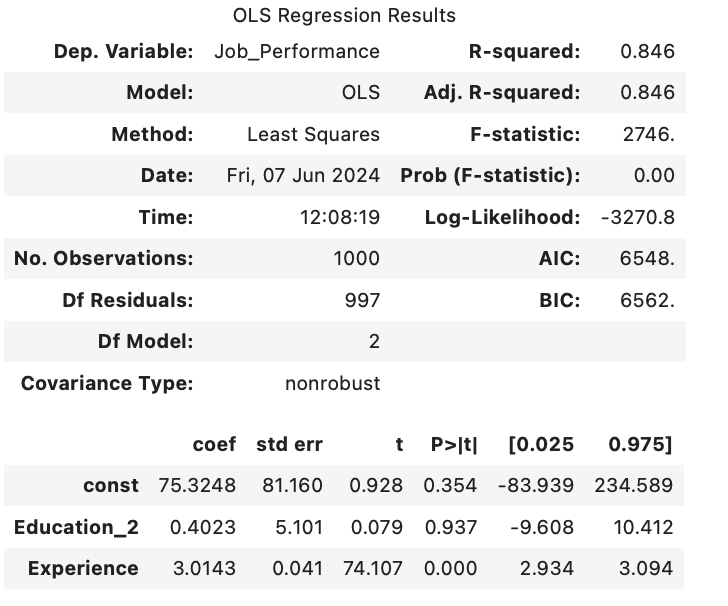 OLS Regression Results
Dep. Variable: Job_Performance R-squared: 0.846
Model: OLS Adj. R-squared: 0.846
Method: Least Squares F-statistic: 2746.
Date: Fri, 07 Jun 2024 Prob (F-statistic): 0.00
Time: 12:08:19 Log-Likelihood: -3270.8
No. Observations: 1000 AIC: 6548.
Df Residuals: 997 BIC: 6562.
Df Model: 2
Covariance Type: nonrobust
coef std err t P>|t| [0.025 0.975]
const 75.3248 81.160 0.928 0.354 -83.939 234.589
Education_2 0.4023 5.101 0.079 0.937 -9.608 10.412
Experience 3.0143 0.041 74.107 0.000 2.934 3.094